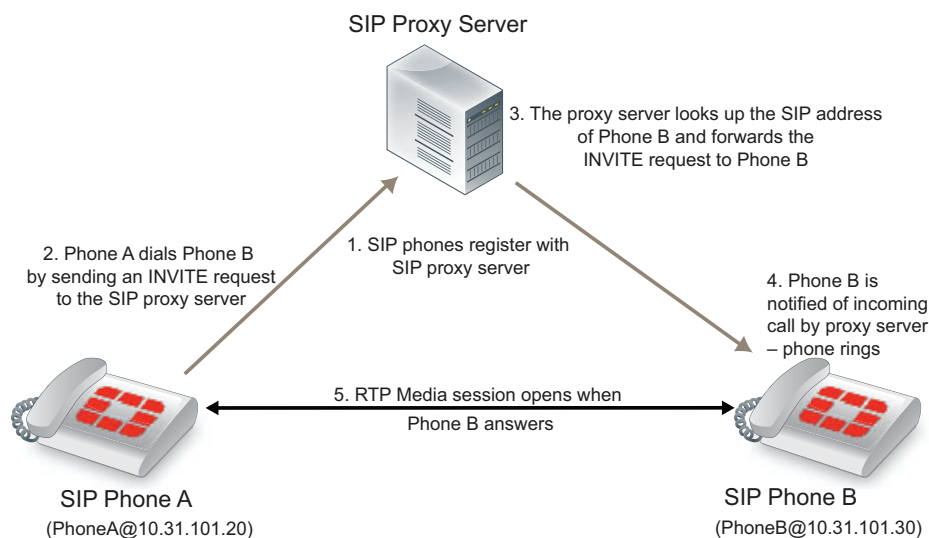 SIP Proxy Server
3. The proxy server looks up the SIP address
of Phone B and forwards the
INVITE request to Phone B
2. Phone A dials Phone B
by sending an INVITE request
to the SIP proxy server
1. SIP phones register with
SIP proxy server
4. Phone B is
notified of incoming
call by proxy server
– phone rings
5. RTP Media session opens when
Phone B answers
SIP Phone A
(PhoneA@10.31.101.20)
SIP Phone B
(PhoneB@10.31.101.30)